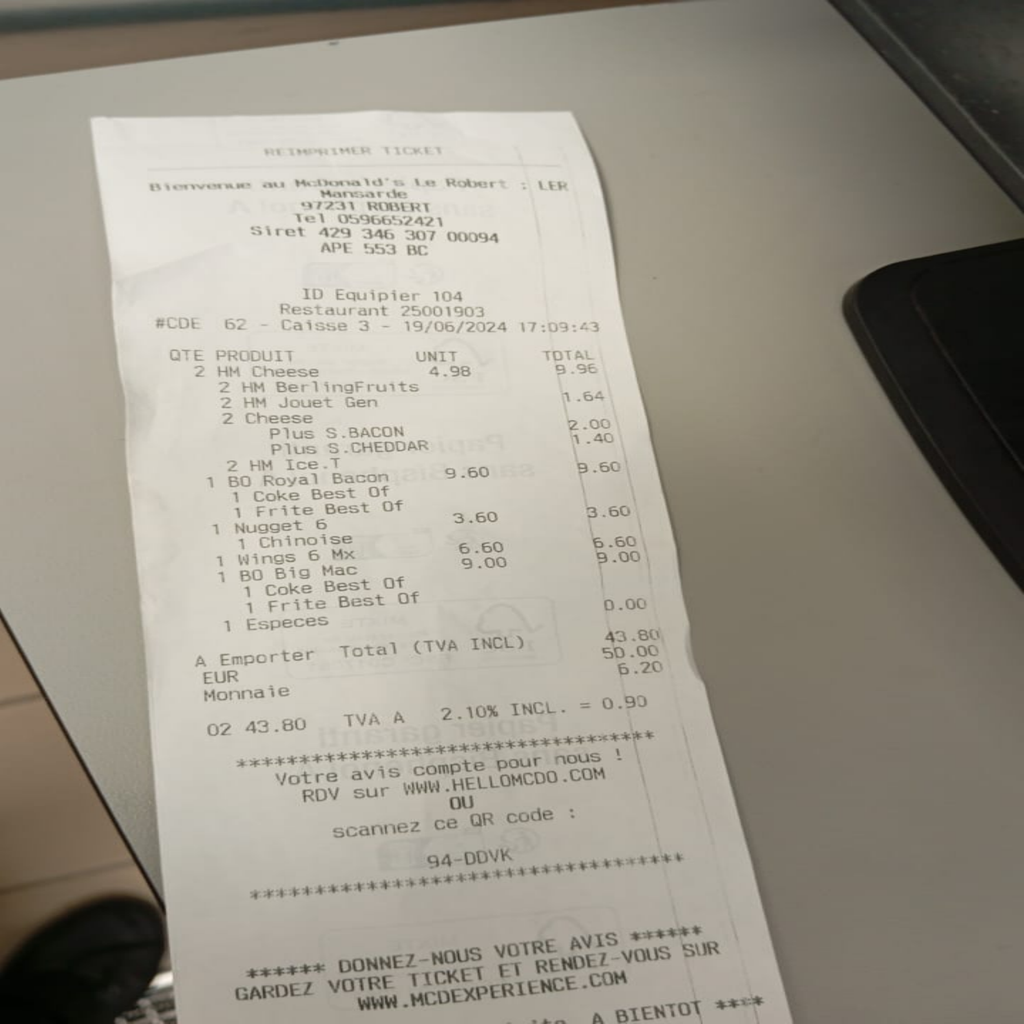 REIMPRIMER TICKET
Bienvenue au McDonald's Le Robert : LER
Mansarde
97231 ROBERT
Tel 0596652421
Siret 429 346 307 00094
APE 553 BC
ID Equipier 104
Restaurant 25001903
#CDE 62 - Caisse 3 - 19/06/2024 17:09:43
QTE PRODUIT UNIT TOTAL
2 HM Cheese 4.98 9.96
2 HM BerlingFruits
2 HM Jouet Gen 1.64
2 Cheese
Plus S.BACON 2.00
Plus S.CHEDDAR 1.40
2 HM Ice.T
1 BO Royal Bacon 9.60 9.60
1 Coke Best Of
1 Frite Best Of
1 Nugget 6 3.60 3.60
1 Chinoise
1 Wings 6 Mx 6.60 6.60
1 BO Big Mac 9.00 9.00
1 Coke Best Of
1 Frite Best Of
1 Especes 0.00
A Emporter Total (TVA INCL) 43.80
EUR 50.00
Monnaie 6.20
02 43.80 TVA A 2.10% INCL. = 0.90
**********************************
Votre avis compte pour nous !
RDV sur WWW.HELLOMCDO.COM
OU
scannez ce QR code :
94-DDVK
**********************************
****** DONNEZ-NOUS VOTRE AVIS ******
GARDEZ VOTRE TICKET ET RENDEZ-VOUS SUR
WWW.MCDEXPERIENCE.COM
A BIENTOT ****